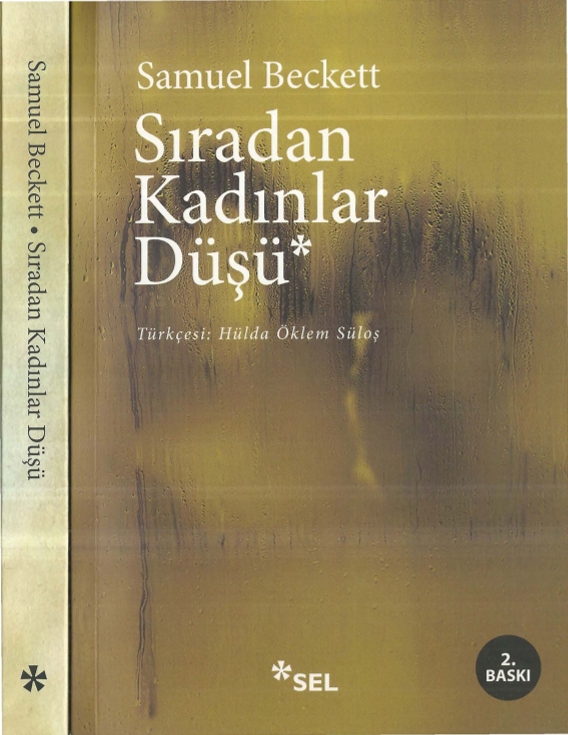 Samuel Beckett • Sıradan Kadınlar Düşü
Samuel Beckett
Sıradan
Kadınlar
Düşü*
Türkçesi: Hülda Öklem Süloş
*SEL
2.
BASKI